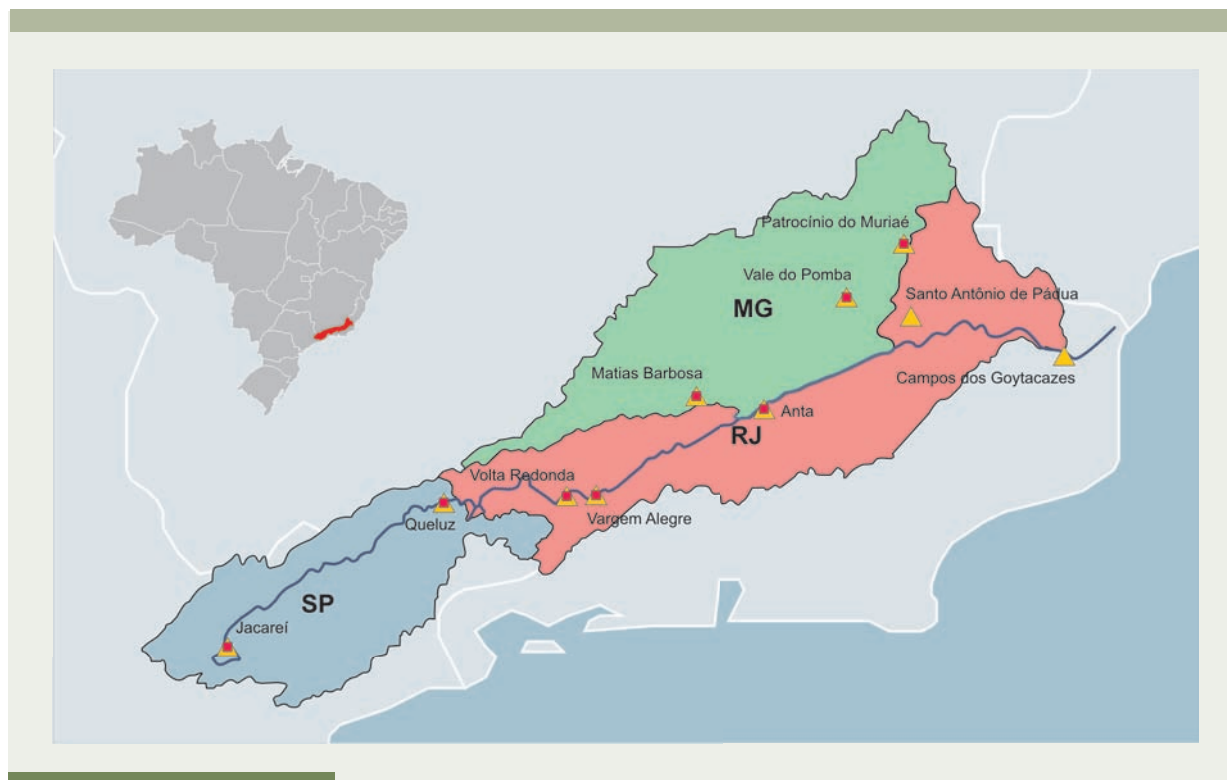 Patrocínio do Muriaé
Vale do Pomba
Santo Antônio de Pádua
MG
Matias Barbosa
Campos dos Goytacazes
Anta
RJ
Volta Redonda
Queluz
Vargem Alegre
SP
Jacareí